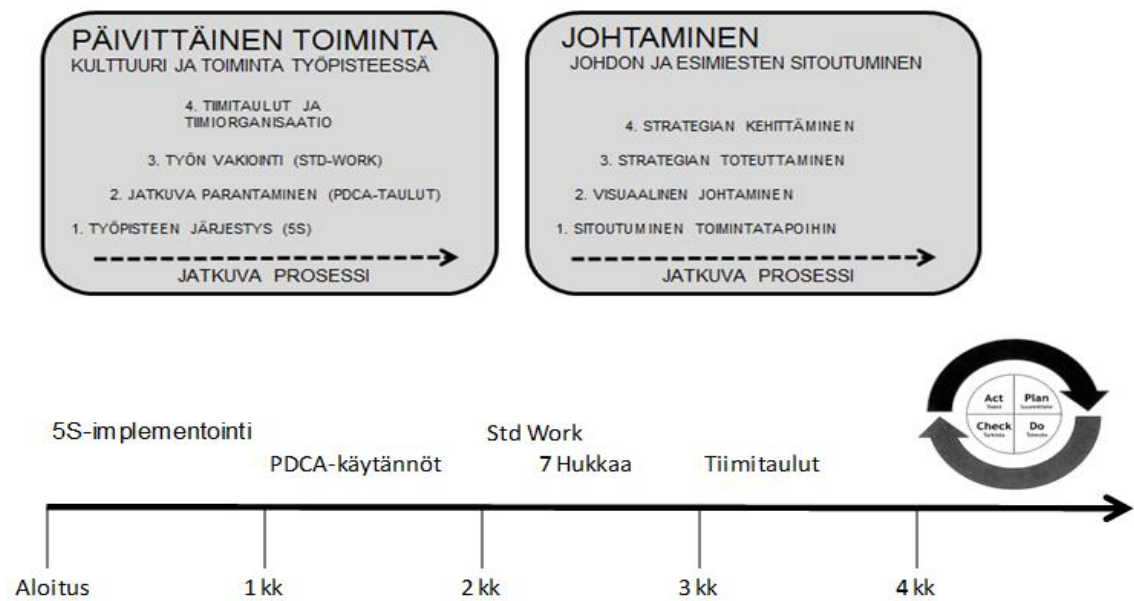 PÄIVITTÄINEN TOIMINTA
KULTTUURI JA TOIMINTA TYÖPISTEESSÄ
4. TIIMITAULUT JA
TIIMIORGANISAATIO
3. TYÖN VAKIOINTI (STD-WORK)
2. JATKUVA PARANTAMINEN (PDCA-TAULUT)
1. TYÖPISTEEN JÄRJESTYS (5S)
JATKUVA PROSESSI
JOHTAMINEN
JOHDON JA ESIMIESTEN SITOUTUMINEN
4. STRATEGIAN KEHITTÄMINEN
3. STRATEGIAN TOTEUTTAMINEN
2. VISUAALINEN JOHTAMINEN
1. SITOUTUMINEN TOIMINTATAPOIHIN
JATKUVA PROSESSI
Act
Plan
Suunnittele
Check
Tarkista
Do
Toteuta
5S-implementointi
PDCA-käytännöt
Std Work
7 Hukkaa
Tiimitaulut
Aloitus
1 kk
2 kk
3 kk
4 kk